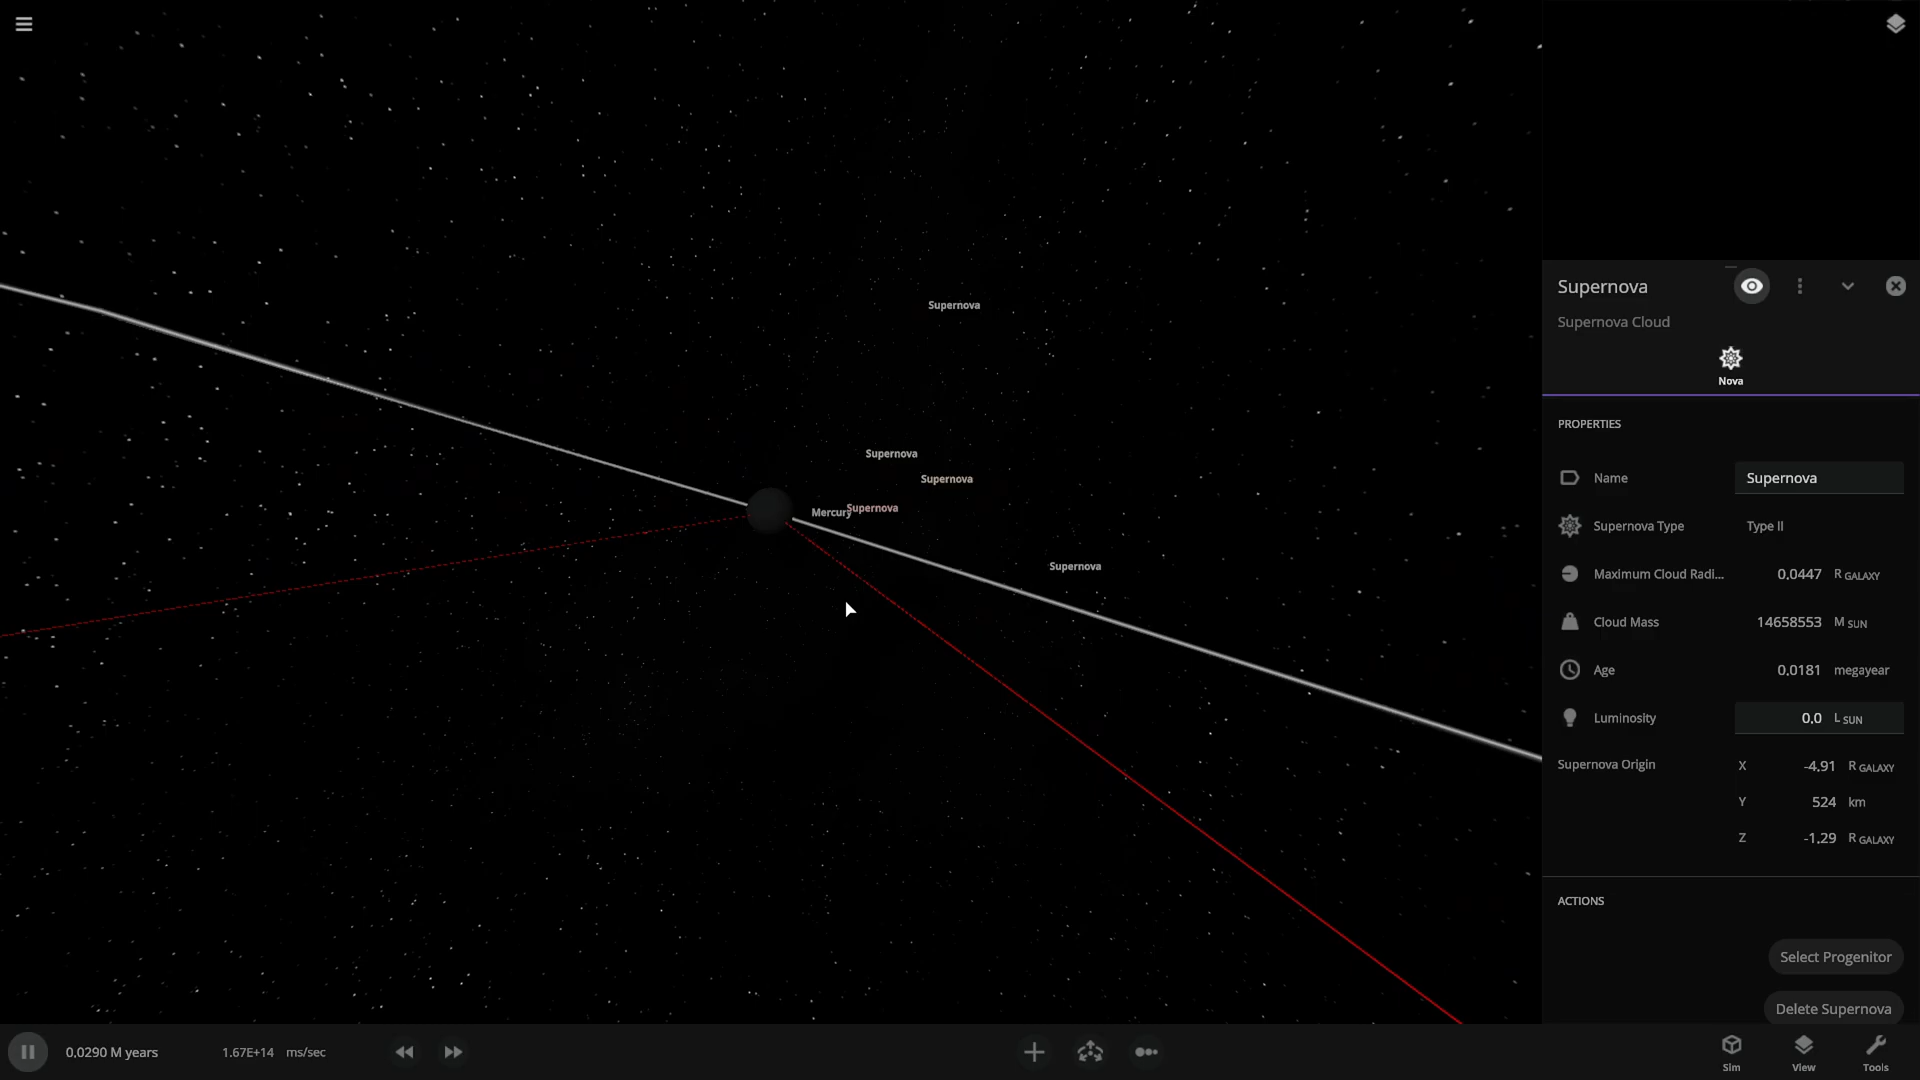 Supernova
Supernova
Supernova
Mercury
Supernova
Supernova
Supernova
Supernova Cloud
Nova
PROPERTIES
Name Supernova
Supernova Type Type II
Maximum Cloud Radi... 0.0447 R GALAXY
Cloud Mass 14658553 M SUN
Age 0.0181 megayear
Luminosity 0.0 L SUN
Supernova Origin X -4.91 R GALAXY
Y 524 km
Z -1.29 R GALAXY
ACTIONS
Select Progenitor
Delete Supernova
0.0290 M years 1.67E+14 ms/sec
Sim View Tools